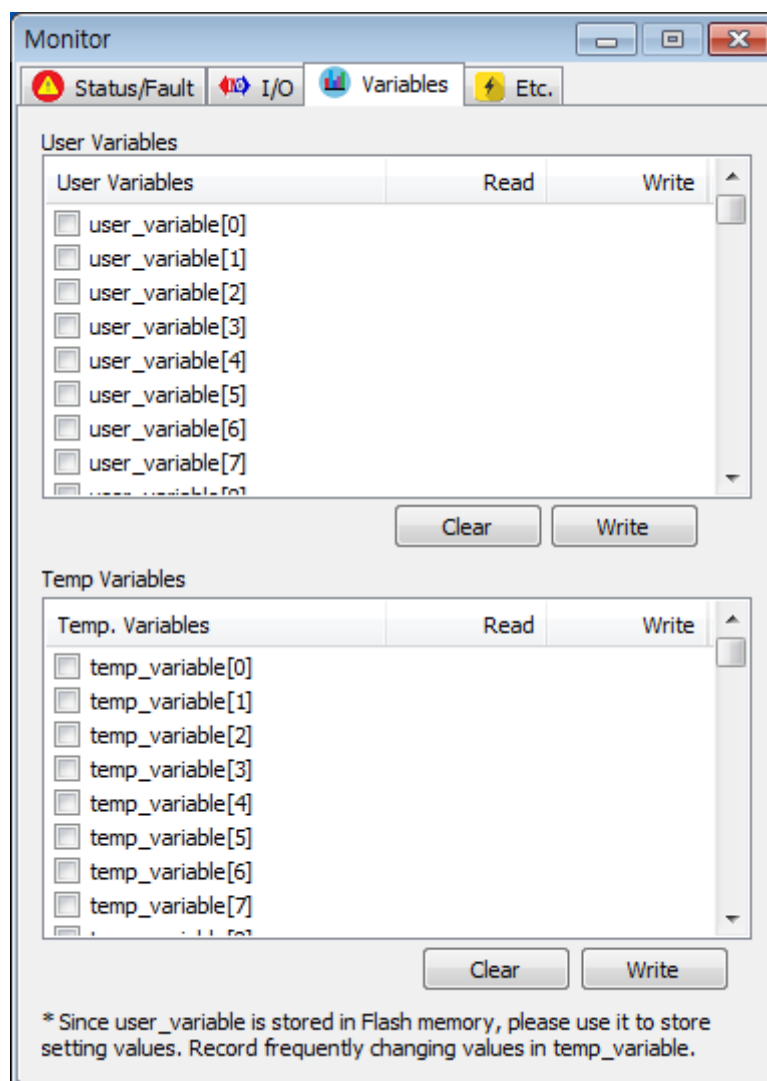 Monitor
Status/Fault I/O Variables Etc.
User Variables
User Variables Read Write
user_variable[0]
user_variable[1]
user_variable[2]
user_variable[3]
user_variable[4]
user_variable[5]
user_variable[6]
user_variable[7]
Clear Write
Temp Variables
Temp. Variables Read Write
temp_variable[0]
temp_variable[1]
temp_variable[2]
temp_variable[3]
temp_variable[4]
temp_variable[5]
temp_variable[6]
temp_variable[7]
Clear Write
* Since user_variable is stored in Flash memory, please use it to store
setting values. Record frequently changing values in temp_variable.